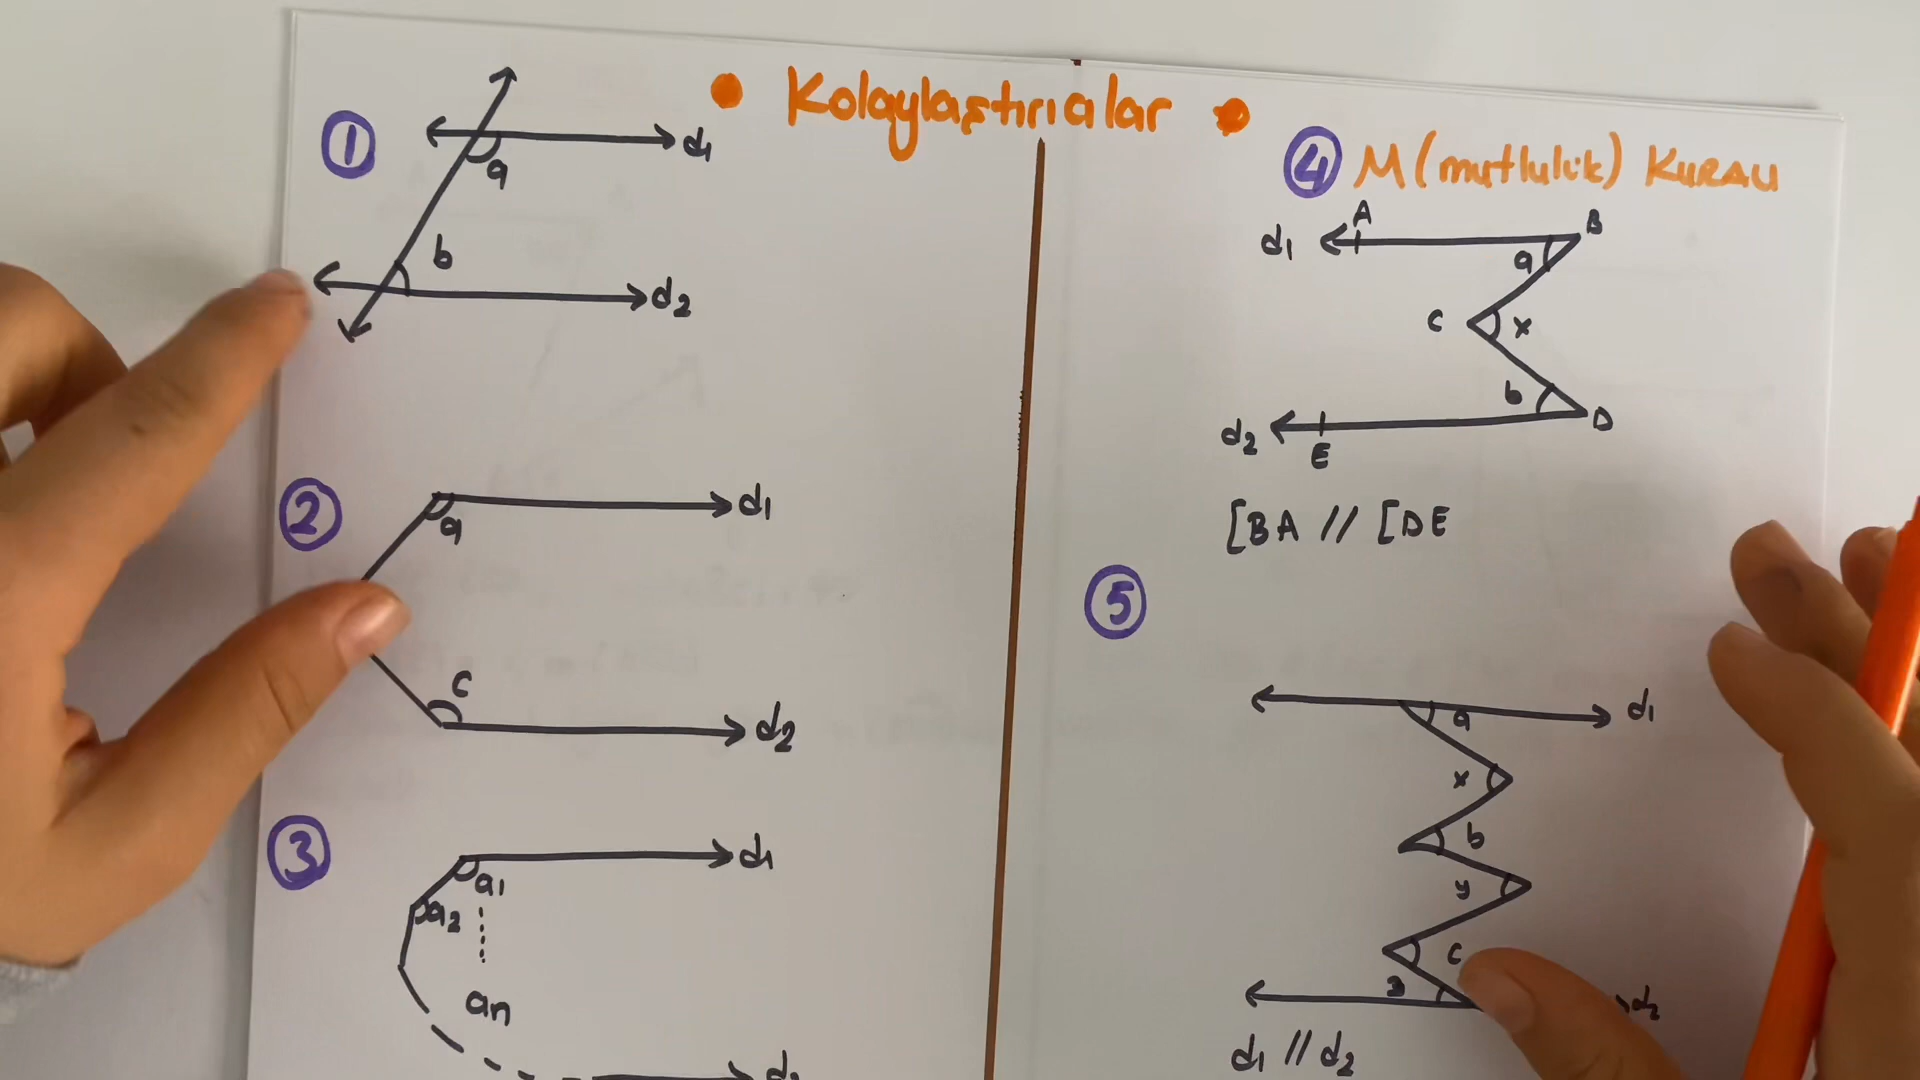 • Kolaylaştırıcılar •
1
d1
a
b
d2
2
d1
a
c
d2
3
d1
a1
a2
an
4 M (mutluluk) KURALI
A
B
d1
a
C
x
b
d2
D
E
[BA // [DE
5
d1
a
x
b
y
c
d2
d1 // d2